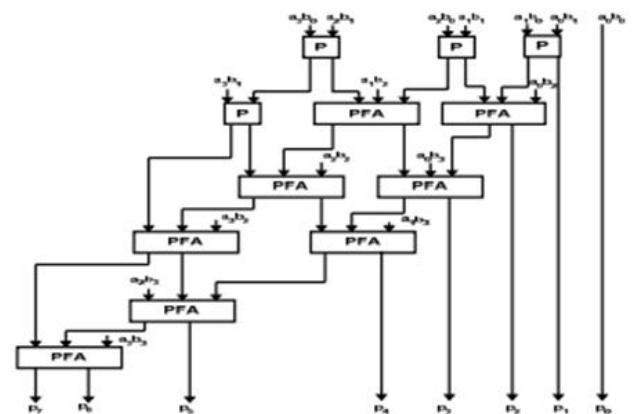 a₃b₀ a₂b₁ a₂b₀ a₁b₁ a₁b₀ a₀b₁ a₀b₀
P P P
a₃b₁ a₁b₂ a₀b₂
P PFA PFA
a₂b₂ a₀b₃
PFA PFA
a₃b₂ a₁b₃
PFA PFA
a₂b₃
PFA
a₃b₃
PFA
p₇ p₆ p₅ p₄ p₃ p₂ p₁ p₀